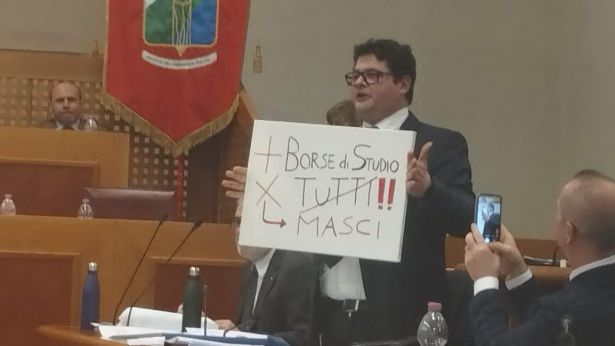 + BORSE di STUDIO
X TUTTI!!
↳ MASCI